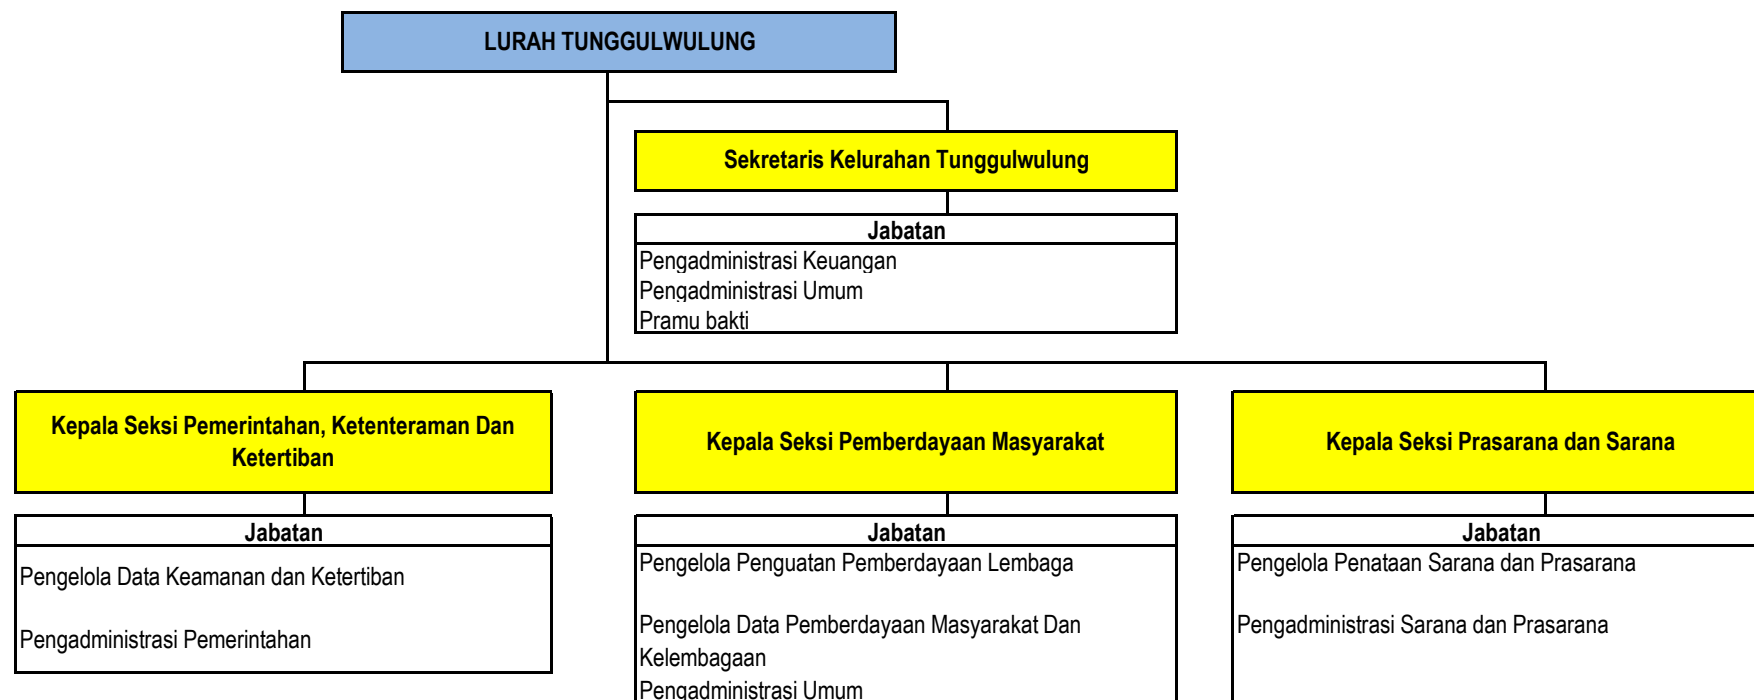 LURAH TUNGGULWULUNG
Sekretaris Kelurahan Tunggulwulung
Jabatan
Pengadministrasi Keuangan
Pengadministrasi Umum
Pramu bakti
Kepala Seksi Pemerintahan, Ketenteraman Dan
Ketertiban
Jabatan
Pengelola Data Keamanan dan Ketertiban
Pengadministrasi Pemerintahan
Kepala Seksi Pemberdayaan Masyarakat
Jabatan
Pengelola Penguatan Pemberdayaan Lembaga
Pengelola Data Pemberdayaan Masyarakat Dan
Kelembagaan
Pengadministrasi Umum
Kepala Seksi Prasarana dan Sarana
Jabatan
Pengelola Penataan Sarana dan Prasarana
Pengadministrasi Sarana dan Prasarana